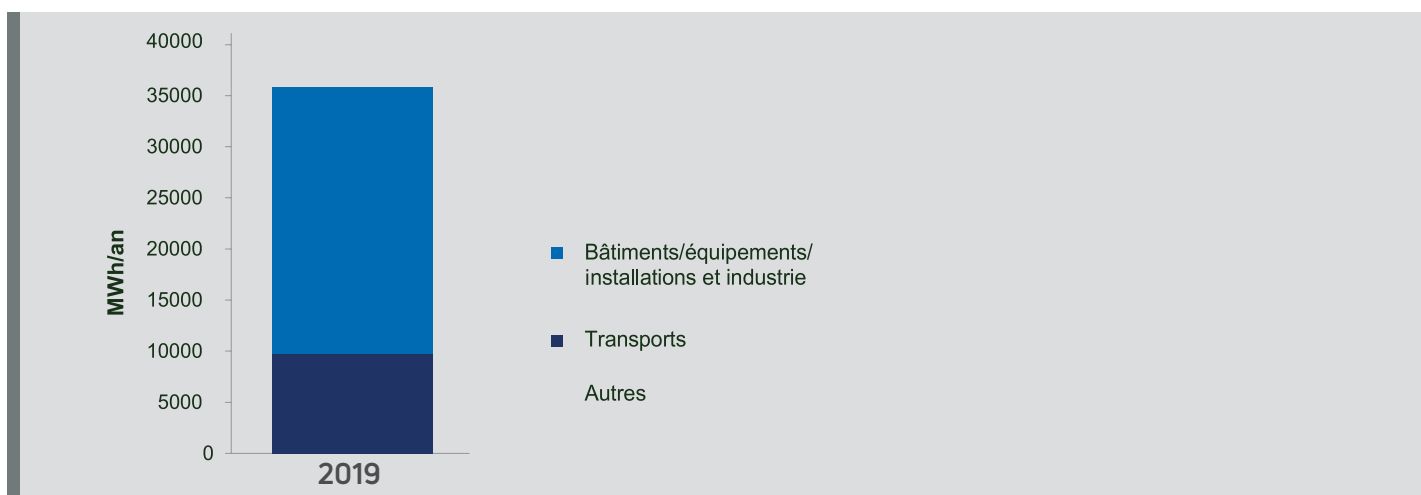 40000
35000
30000
25000
20000
15000
10000
5000
0
MWh/an
2019
Bâtiments/équipements/
installations et industrie
Transports
Autres